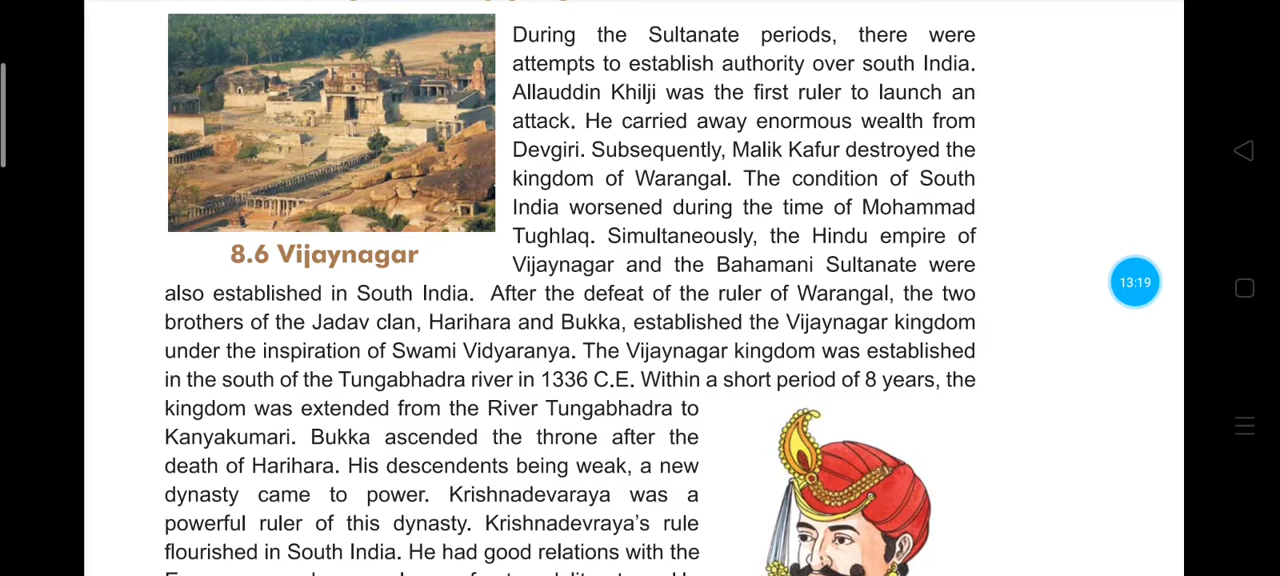 During the Sultanate periods, there were
attempts to establish authority over south India.
Allauddin Khilji was the first ruler to launch an
attack. He carried away enormous wealth from
Devgiri. Subsequently, Malik Kafur destroyed the
kingdom of Warangal. The condition of South
India worsened during the time of Mohammad
Tughlaq. Simultaneously, the Hindu empire of
8.6 Vijaynagar
Vijaynagar and the Bahamani Sultanate were
also established in South India. After the defeat of the ruler of Warangal, the two
brothers of the Jadav clan, Harihara and Bukka, established the Vijaynagar kingdom
under the inspiration of Swami Vidyaranya. The Vijaynagar kingdom was established
in the south of the Tungabhadra river in 1336 C.E. Within a short period of 8 years, the
kingdom was extended from the River Tungabhadra to
Kanyakumari. Bukka ascended the throne after the
death of Harihara. His descendents being weak, a new
dynasty came to power. Krishnadevaraya was a
powerful ruler of this dynasty. Krishnadevraya's rule
flourished in South India. He had good relations with the
13:19